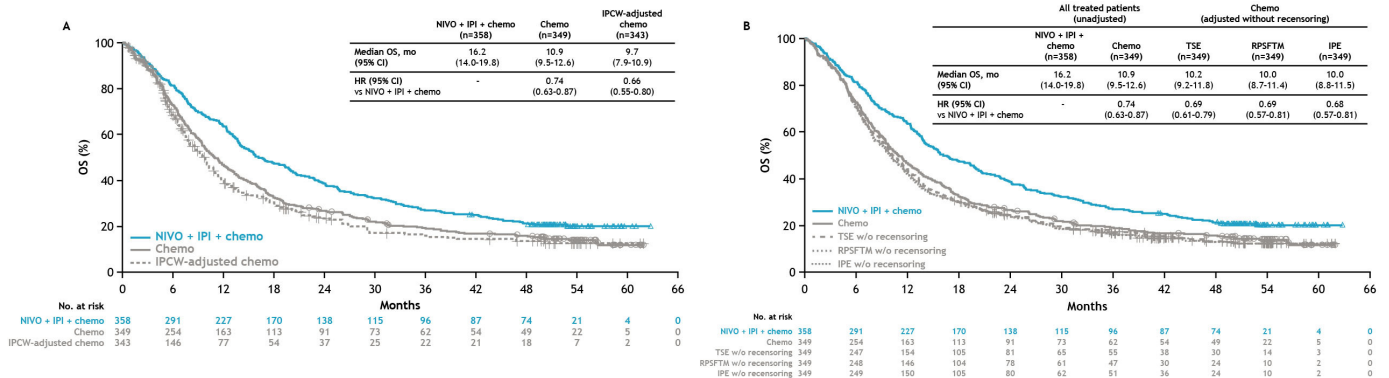 A
NIVO + IPI + chemo (n=358) Chemo (n=349) IPCW-adjusted chemo (n=343)
Median OS, mo (95% CI) 16.2 (14.0-19.8) 10.9 (9.5-12.6) 9.7 (7.9-10.9)
HR (95% CI) vs NIVO + IPI + chemo - 0.74 (0.63-0.87) 0.66 (0.55-0.80)
OS (%)
100
80
60
40
20
0
NIVO + IPI + chemo
Chemo
IPCW-adjusted chemo
0 6 12 18 24 30 36 42 48 54 60 66
Months
No. at risk
NIVO + IPI + chemo 358 291 227 170 138 115 96 87 74 21 4 0
Chemo 349 254 163 113 91 73 62 54 49 22 5 0
IPCW-adjusted chemo 343 146 77 54 37 25 22 21 18 7 2 0
B
All treated patients (unadjusted) Chemo (adjusted without recensoring)
NIVO + IPI + chemo (n=358) Chemo (n=349) TSE (n=349) RPSFTM (n=349) IPE (n=349)
Median OS, mo (95% CI) 16.2 (14.0-19.8) 10.9 (9.5-12.6) 10.2 (9.2-11.8) 10.0 (8.7-11.4) 10.0 (8.8-11.5)
HR (95% CI) vs NIVO + IPI + chemo - 0.74 (0.63-0.87) 0.69 (0.61-0.79) 0.69 (0.57-0.81) 0.68 (0.57-0.81)
OS (%)
100
80
60
40
20
0
NIVO + IPI + chemo
Chemo
TSE w/o recensoring
RPSFTM w/o recensoring
IPE w/o recensoring
0 6 12 18 24 30 36 42 48 54 60 66
Months
No. at risk
NIVO + IPI + chemo 358 291 227 170 138 115 96 87 74 21 4 0
Chemo 349 254 163 113 91 73 62 54 49 22 5 0
TSE w/o recensoring 349 247 154 105 81 65 55 38 30 14 3 0
RPSFTM w/o recensoring 349 248 146 104 78 61 47 30 24 10 2 0
IPE w/o recensoring 349 249 150 105 80 62 51 36 24 10 2 0